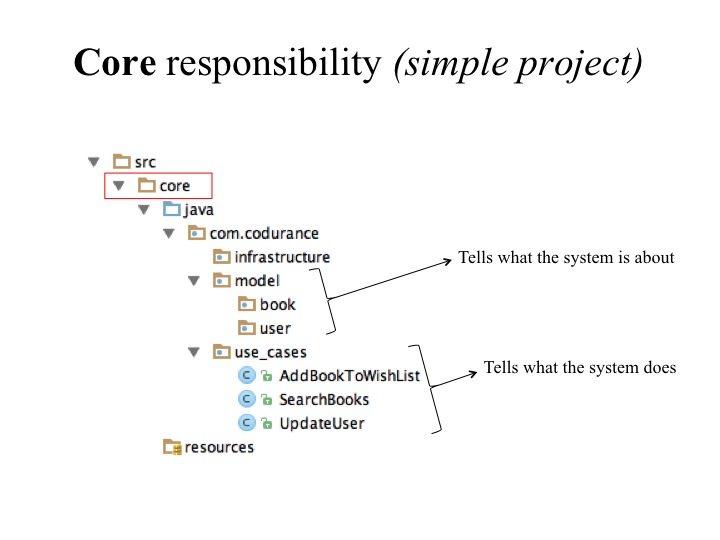 Core responsibility (simple project)
src
core
java
com.codurance
infrastructure
Tells what the system is about
model
book
user
use_cases
Tells what the system does
C AddBookToWishList
C SearchBooks
C UpdateUser
resources